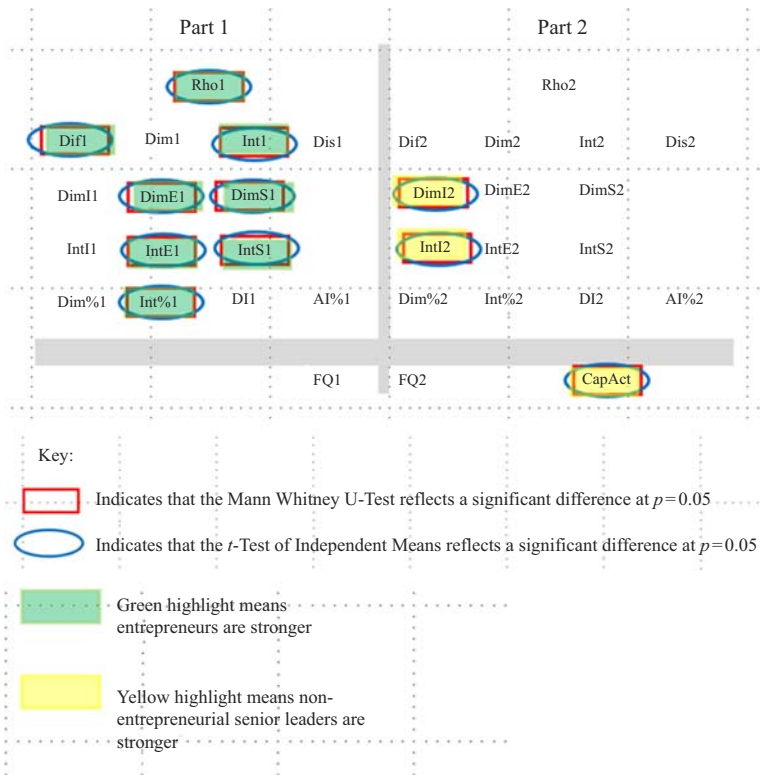 Part 1 Part 2
Rho1 Rho2
Dif1 Dim1 Int1 Dis1 Dif2 Dim2 Int2 Dis2
DimI1 DimE1 DimS1 DimI2 DimE2 DimS2
IntI1 IntE1 IntS1 IntI2 IntE2 IntS2
Dim%1 Int%1 DI1 AI%1 Dim%2 Int%2 DI2 AI%2
FQ1 FQ2 CapAct
Key:
Indicates that the Mann Whitney U-Test reflects a significant difference at p=0.05
Indicates that the t-Test of Independent Means reflects a significant difference at p=0.05
Green highlight means
entrepreneurs are stronger
Yellow highlight means non-
entrepreneurial senior leaders are
stronger